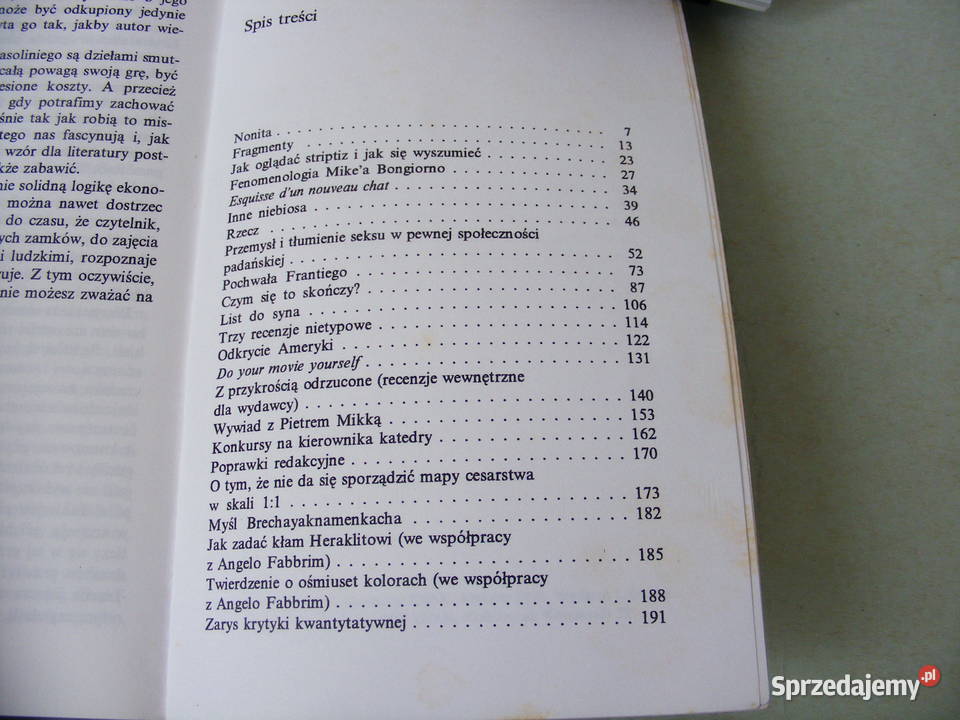 może być odkupiony jedynie
go tak, jakby autor wie-
asoliniego są dziełami smut-
całą powagą swoją grę, być
esione koszty. A przecież
gdy potrafimy zachować
śnie tak jak robią to mis-
tego nas fascynują i, jak
wzór dla literatury post-
kże zabawić.
nie solidną logikę ekono-
można nawet dostrzec
do czasu, że czytelnik,
ych zamków, do zajęcia
i ludzkimi, rozpoznaje
uje. Z tym oczywiście,
nie możesz zważać na
Spis treści
Nonita . . . . . . . . . . . . . . . . . . . . 7
Fragmenty . . . . . . . . . . . . . . . . . . . . 13
Jak oglądać striptiz i jak się wyszumieć . . . . . . . . . . 23
Fenomenologia Mike'a Bongiorno . . . . . . . . . . . . 27
Esquisse d'un nouveau chat . . . . . . . . . . . . . . 34
Inne niebiosa . . . . . . . . . . . . . . . . . . . . 39
Rzecz . . . . . . . . . . . . . . . . . . . . 46
Przemysł i tłumienie seksu w pewnej społeczności
padańskiej . . . . . . . . . . . . . . . . . . . . 52
Pochwała Frantiego . . . . . . . . . . . . . . . . . 73
Czym się to skończy? . . . . . . . . . . . . . . . . 87
List do syna . . . . . . . . . . . . . . . . . . . . 106
Trzy recenzje nietypowe . . . . . . . . . . . . . . . 114
Odkrycie Ameryki . . . . . . . . . . . . . . . . . 122
Do your movie yourself . . . . . . . . . . . . . . . . 131
Z przykrością odrzucone (recenzje wewnętrzne
dla wydawcy) . . . . . . . . . . . . . . . . . . . . 140
Wywiad z Pietrem Mikką . . . . . . . . . . . . . . . 153
Konkursy na kierownika katedry . . . . . . . . . . . . 162
Poprawki redakcyjne . . . . . . . . . . . . . . . . . 170
O tym, że nie da się sporządzić mapy cesarstwa
w skali 1:1 . . . . . . . . . . . . . . . . . . . . 173
Myśl Brechayaknamenkacha . . . . . . . . . . . . . . 182
Jak zadać kłam Heraklitowi (we współpracy
z Angelo Fabbrim) . . . . . . . . . . . . . . . . . . 185
Twierdzenie o ośmiuset kolorach (we współpracy
z Angelo Fabbrim) . . . . . . . . . . . . . . . . . . 188
Zarys krytyki kwantytatywnej . . . . . . . . . . . . . 191
Sprzedajemy.pl